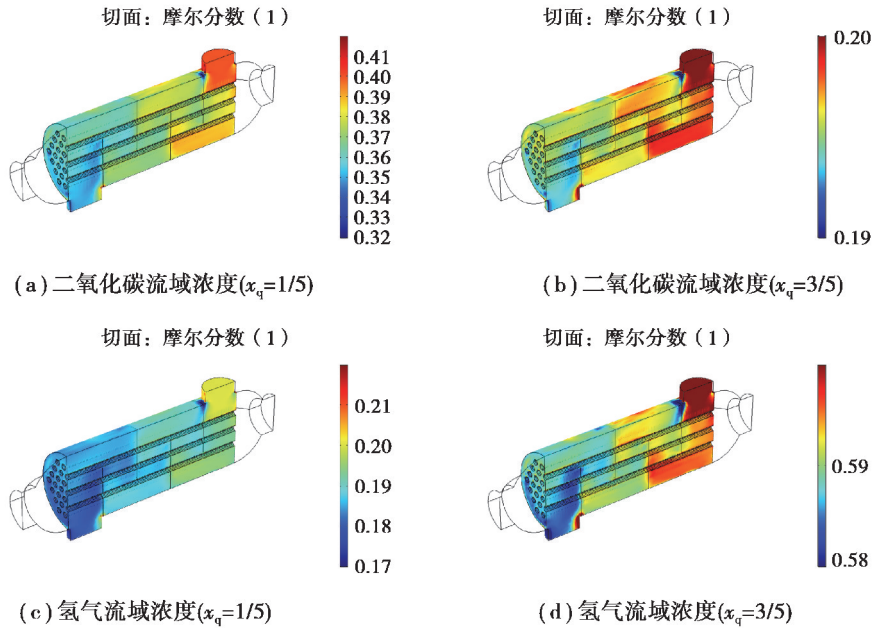 切面：摩尔分数（1）
0.41
0.40
0.39
0.38
0.37
0.36
0.35
0.34
0.33
0.32
(a)二氧化碳流域浓度(xq=1/5)
切面：摩尔分数（1）
0.20
0.19
(b)二氧化碳流域浓度(xq=3/5)
切面：摩尔分数（1）
0.21
0.20
0.19
0.18
0.17
(c)氢气流域浓度(xq=1/5)
切面：摩尔分数（1）
0.59
0.58
(d)氢气流域浓度(xq=3/5)